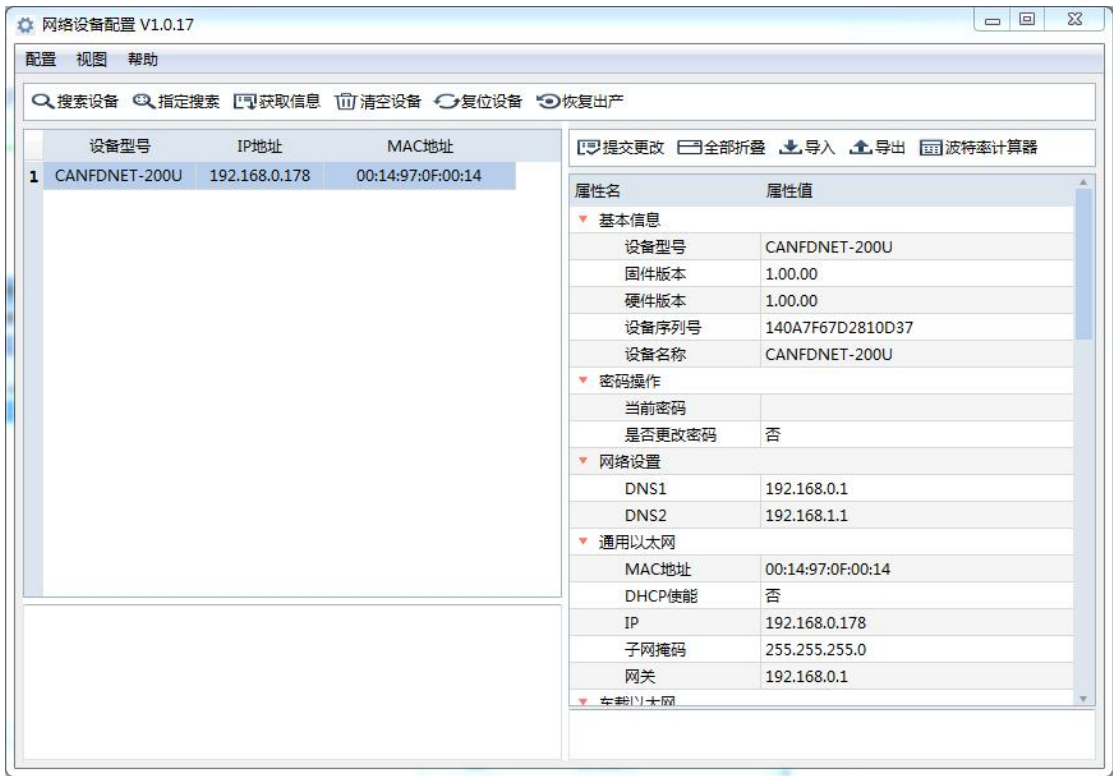 网络设备配置 V1.0.17
配置 视图 帮助
搜索设备 指定搜索 获取信息 清空设备 复位设备 恢复出产
设备型号 IP地址 MAC地址
1 CANFDNET-200U 192.168.0.178 00:14:97:0F:00:14
提交更改 全部折叠 导入 导出 波特率计算器
属性名 属性值
基本信息
设备型号 CANFDNET-200U
固件版本 1.00.00
硬件版本 1.00.00
设备序列号 140A7F67D2810D37
设备名称 CANFDNET-200U
密码操作
当前密码
是否更改密码 否
网络设置
DNS1 192.168.0.1
DNS2 192.168.1.1
通用以太网
MAC地址 00:14:97:0F:00:14
DHCP使能 否
IP 192.168.0.178
子网掩码 255.255.255.0
网关 192.168.0.1
车载以太网